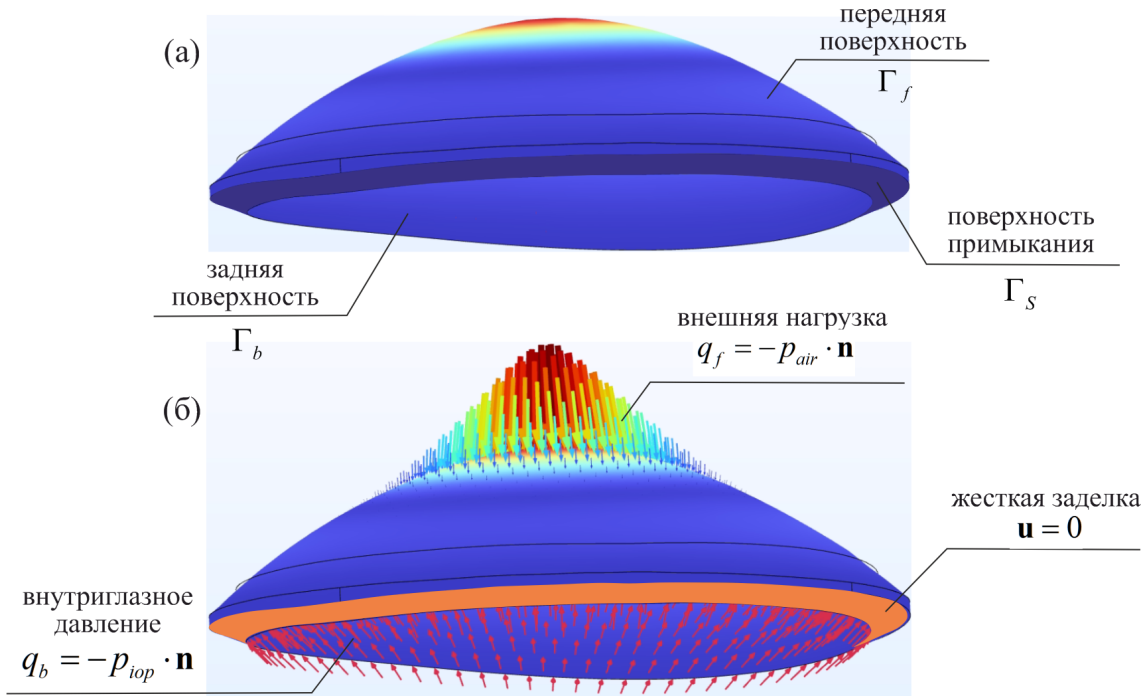 (а)
передняя
поверхность
Γ_f
поверхность
примыкания
Γ_S
задняя
поверхность
Γ_b
внешняя нагрузка
q_f = −p_air · n
(б)
жесткая заделка
u = 0
внутриглазное
давление
q_b = −p_iop · n